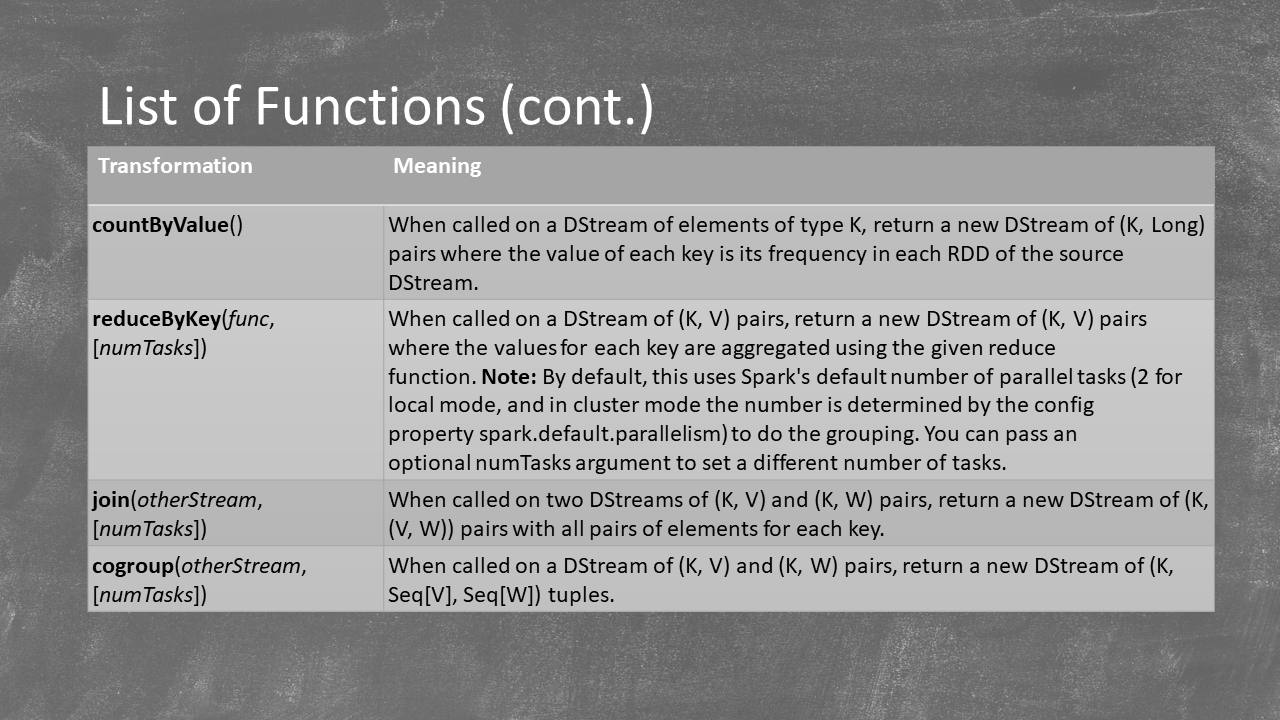 List of Functions (cont.)
Transformation
Meaning
countByValue()
When called on a DStream of elements of type K, return a new DStream of (K, Long)
pairs where the value of each key is its frequency in each RDD of the source
DStream.
reduceByKey(func,
[numTasks])
When called on a DStream of (K, V) pairs, return a new DStream of (K, V) pairs
where the values for each key are aggregated using the given reduce
function. Note: By default, this uses Spark's default number of parallel tasks (2 for
local mode, and in cluster mode the number is determined by the config
property spark.default.parallelism) to do the grouping. You can pass an
optional numTasks argument to set a different number of tasks.
join(otherStream,
[numTasks])
When called on two DStreams of (K, V) and (K, W) pairs, return a new DStream of (K,
(V, W)) pairs with all pairs of elements for each key.
cogroup(otherStream,
[numTasks])
When called on a DStream of (K, V) and (K, W) pairs, return a new DStream of (K,
Seq[V], Seq[W]) tuples.